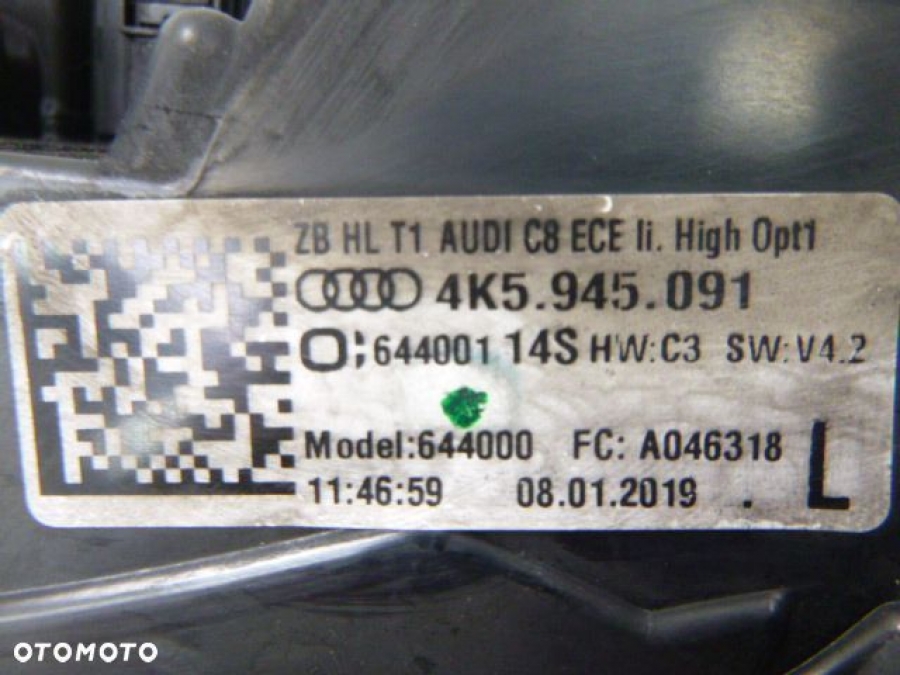 ZB HL T1 AUDI C8 ECE li. High Opt1
4K5.945.091
644001 14S HW:C3 SW:V4.2
Model:644000 FC: A046318
L
11:46:59 08.01.2019 .
OTOMOTO